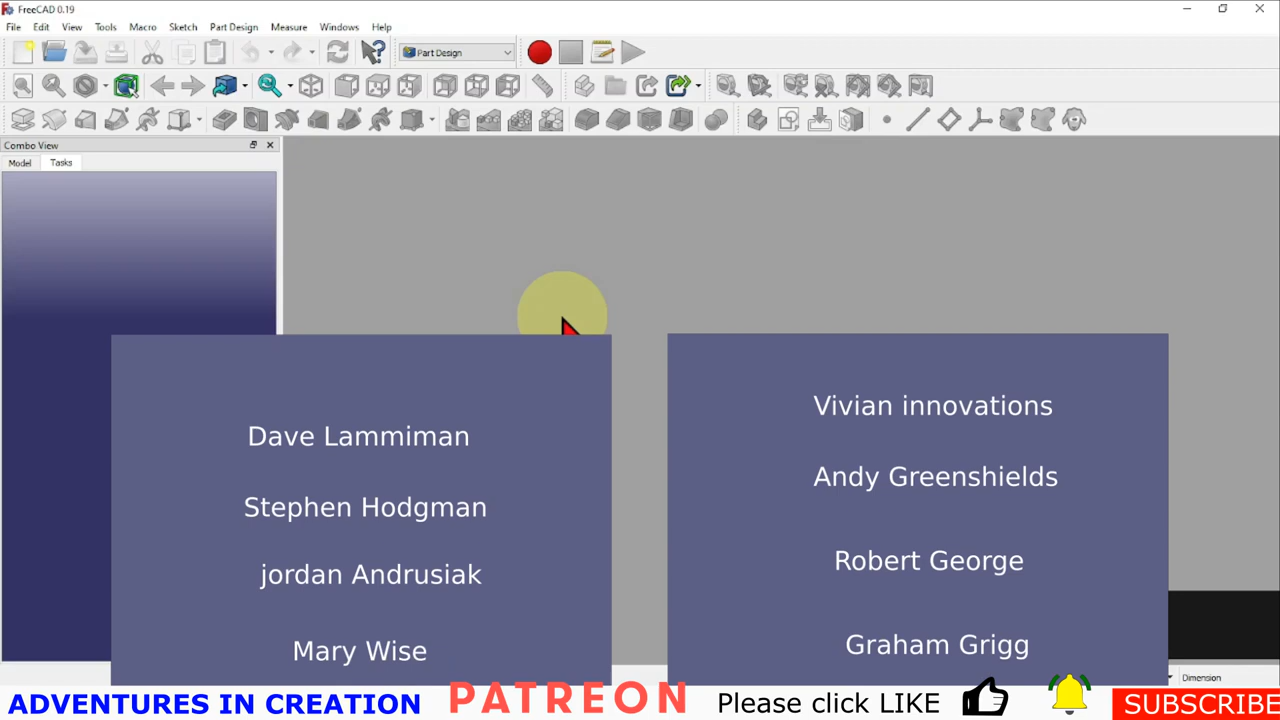 FreeCAD 0.19
File Edit View Tools Macro Sketch Part Design Measure Windows Help
Part Design
Combo View
Model Tasks
Dave Lammiman
Stephen Hodgman
jordan Andrusiak
Mary Wise
Vivian innovations
Andy Greenshields
Robert George
Graham Grigg
Dimension
ADVENTURES IN CREATION PATREON Please click LIKE SUBSCRIBE